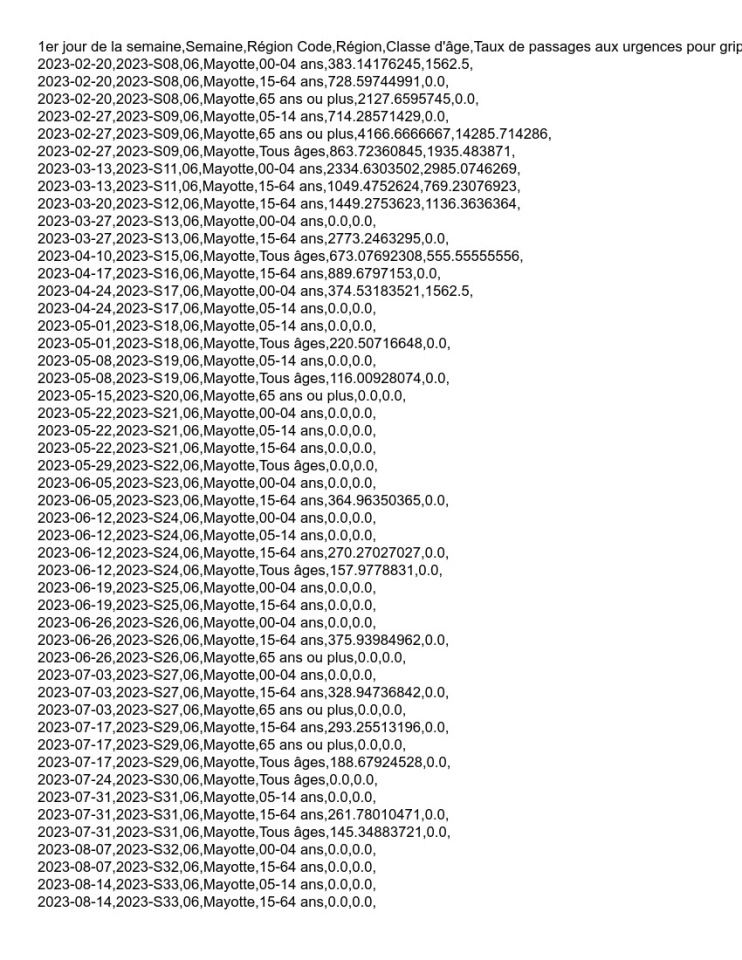 1er jour de la semaine,Semaine,Région Code,Région,Classe d'âge,Taux de passages aux urgences pour grip
2023-02-20,2023-S08,06,Mayotte,00-04 ans,383.14176245,1562.5,
2023-02-20,2023-S08,06,Mayotte,15-64 ans,728.59744991,0.0,
2023-02-20,2023-S08,06,Mayotte,65 ans ou plus,2127.6595745,0.0,
2023-02-27,2023-S09,06,Mayotte,05-14 ans,714.28571429,0.0,
2023-02-27,2023-S09,06,Mayotte,65 ans ou plus,4166.6666667,14285.714286,
2023-02-27,2023-S09,06,Mayotte,Tous âges,863.72360845,1935.483871,
2023-03-13,2023-S11,06,Mayotte,00-04 ans,2334.6303502,2985.0746269,
2023-03-13,2023-S11,06,Mayotte,15-64 ans,1049.4752624,769.23076923,
2023-03-20,2023-S12,06,Mayotte,15-64 ans,1449.2753623,1136.3636364,
2023-03-27,2023-S13,06,Mayotte,00-04 ans,0.0,0.0,
2023-03-27,2023-S13,06,Mayotte,15-64 ans,2773.2463295,0.0,
2023-04-10,2023-S15,06,Mayotte,Tous âges,673.07692308,555.55555556,
2023-04-17,2023-S16,06,Mayotte,15-64 ans,889.6797153,0.0,
2023-04-24,2023-S17,06,Mayotte,00-04 ans,374.53183521,1562.5,
2023-04-24,2023-S17,06,Mayotte,05-14 ans,0.0,0.0,
2023-05-01,2023-S18,06,Mayotte,05-14 ans,0.0,0.0,
2023-05-01,2023-S18,06,Mayotte,Tous âges,220.50716648,0.0,
2023-05-08,2023-S19,06,Mayotte,05-14 ans,0.0,0.0,
2023-05-08,2023-S19,06,Mayotte,Tous âges,116.00928074,0.0,
2023-05-15,2023-S20,06,Mayotte,65 ans ou plus,0.0,0.0,
2023-05-22,2023-S21,06,Mayotte,00-04 ans,0.0,0.0,
2023-05-22,2023-S21,06,Mayotte,05-14 ans,0.0,0.0,
2023-05-22,2023-S21,06,Mayotte,15-64 ans,0.0,0.0,
2023-05-29,2023-S22,06,Mayotte,Tous âges,0.0,0.0,
2023-06-05,2023-S23,06,Mayotte,00-04 ans,0.0,0.0,
2023-06-05,2023-S23,06,Mayotte,15-64 ans,364.96350365,0.0,
2023-06-12,2023-S24,06,Mayotte,00-04 ans,0.0,0.0,
2023-06-12,2023-S24,06,Mayotte,05-14 ans,0.0,0.0,
2023-06-12,2023-S24,06,Mayotte,15-64 ans,270.27027027,0.0,
2023-06-12,2023-S24,06,Mayotte,Tous âges,157.9778831,0.0,
2023-06-19,2023-S25,06,Mayotte,00-04 ans,0.0,0.0,
2023-06-19,2023-S25,06,Mayotte,15-64 ans,0.0,0.0,
2023-06-26,2023-S26,06,Mayotte,00-04 ans,0.0,0.0,
2023-06-26,2023-S26,06,Mayotte,15-64 ans,375.93984962,0.0,
2023-06-26,2023-S26,06,Mayotte,65 ans ou plus,0.0,0.0,
2023-07-03,2023-S27,06,Mayotte,00-04 ans,0.0,0.0,
2023-07-03,2023-S27,06,Mayotte,15-64 ans,328.94736842,0.0,
2023-07-03,2023-S27,06,Mayotte,65 ans ou plus,0.0,0.0,
2023-07-17,2023-S29,06,Mayotte,15-64 ans,293.25513196,0.0,
2023-07-17,2023-S29,06,Mayotte,65 ans ou plus,0.0,0.0,
2023-07-17,2023-S29,06,Mayotte,Tous âges,188.67924528,0.0,
2023-07-24,2023-S30,06,Mayotte,Tous âges,0.0,0.0,
2023-07-31,2023-S31,06,Mayotte,05-14 ans,0.0,0.0,
2023-07-31,2023-S31,06,Mayotte,15-64 ans,261.78010471,0.0,
2023-07-31,2023-S31,06,Mayotte,Tous âges,145.34883721,0.0,
2023-08-07,2023-S32,06,Mayotte,00-04 ans,0.0,0.0,
2023-08-07,2023-S32,06,Mayotte,15-64 ans,0.0,0.0,
2023-08-14,2023-S33,06,Mayotte,05-14 ans,0.0,0.0,
2023-08-14,2023-S33,06,Mayotte,15-64 ans,0.0,0.0,